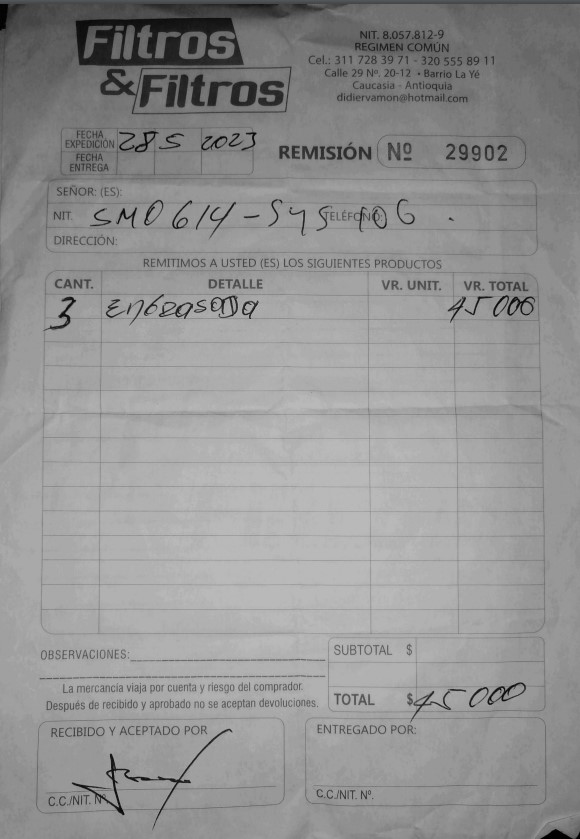 Filtros
& Filtros
NIT. 8.057.812-9
REGIMEN COMÚN
Cel.: 311 728 39 71 - 320 555 89 11
Calle 29 Nº. 20-12 • Barrio La Yé
Caucasia - Antioquia
didiervamon@hotmail.com
FECHA EXPEDICIÓN 28 5 2023
FECHA ENTREGA
REMISIÓN Nº 29902
SEÑOR: (ES):
NIT. SMO614-SYS106 TELÉFONO:
DIRECCIÓN:
REMITIMOS A USTED (ES) LOS SIGUIENTES PRODUCTOS
CANT. DETALLE VR. UNIT. VR. TOTAL
3 Engrasada 45 000
OBSERVACIONES:
SUBTOTAL $
La mercancia viaja por cuenta y riesgo del comprador.
Después de recibido y aprobado no se aceptan devoluciones.
TOTAL $ 45 000
RECIBIDO Y ACEPTADO POR
ENTREGADO POR:
C.C./NIT. Nº.
C.C./NIT. Nº.